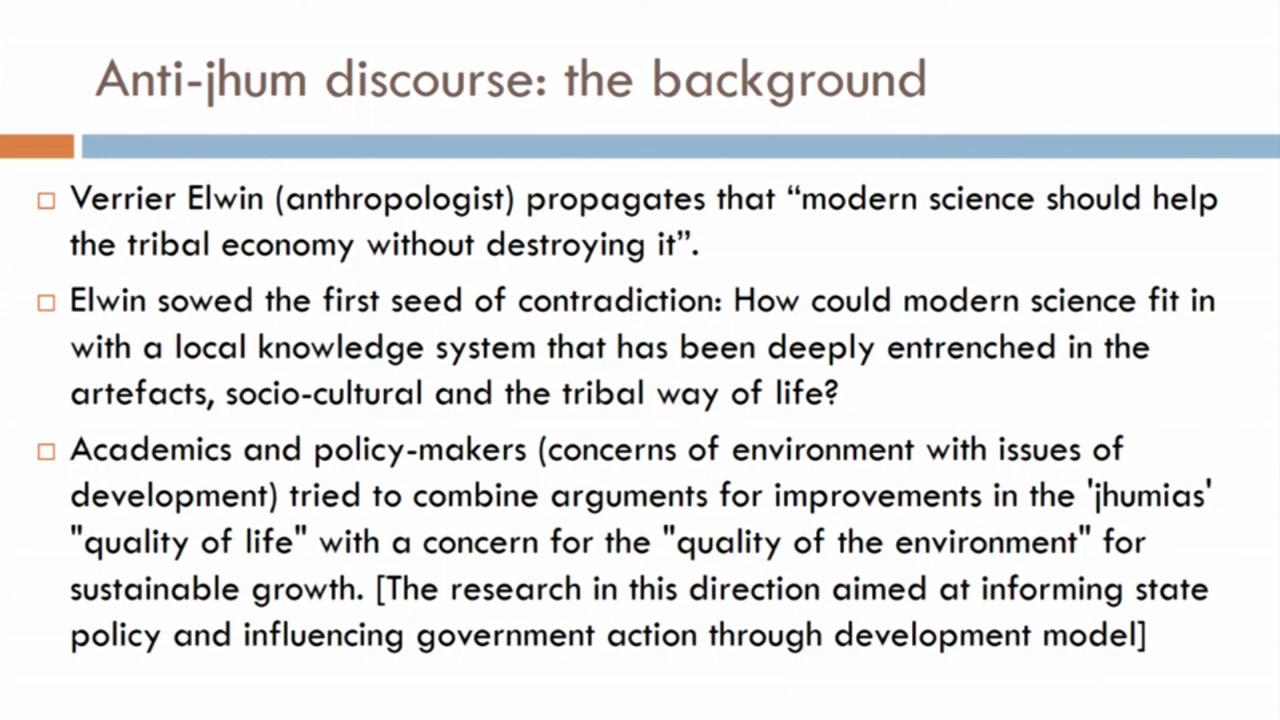 Anti-jhum discourse: the background
Verrier Elwin (anthropologist) propagates that “modern science should help
the tribal economy without destroying it”.
Elwin sowed the first seed of contradiction: How could modern science fit in
with a local knowledge system that has been deeply entrenched in the
artefacts, socio-cultural and the tribal way of life?
Academics and policy-makers (concerns of environment with issues of
development) tried to combine arguments for improvements in the 'jhumias'
"quality of life" with a concern for the "quality of the environment" for
sustainable growth. [The research in this direction aimed at informing state
policy and influencing government action through development model]